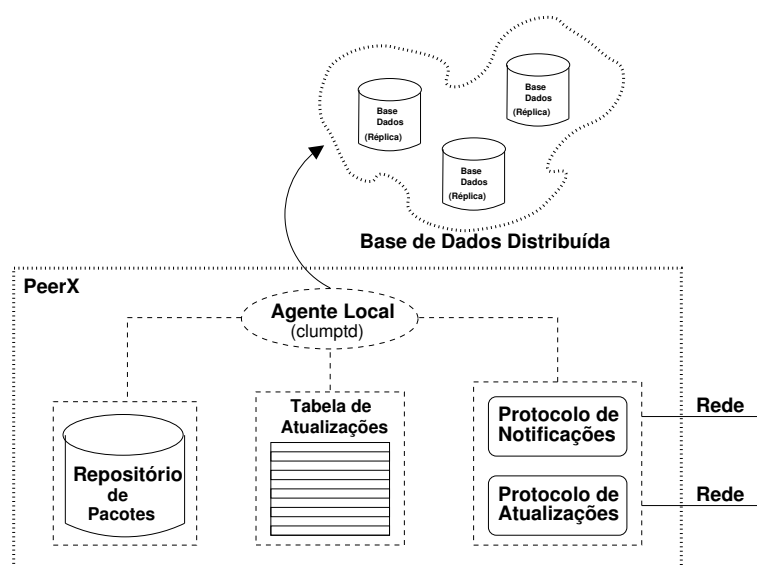 Base
Dados
(Réplica)
Base
Dados
(Réplica)
Base
Dados
(Réplica)
Base de Dados Distribuída
PeerX
Agente Local
(clumptd)
Repositório
de
Pacotes
Tabela de
Atualizações
Protocolo de
Notificações
Protocolo de
Atualizações
Rede
Rede